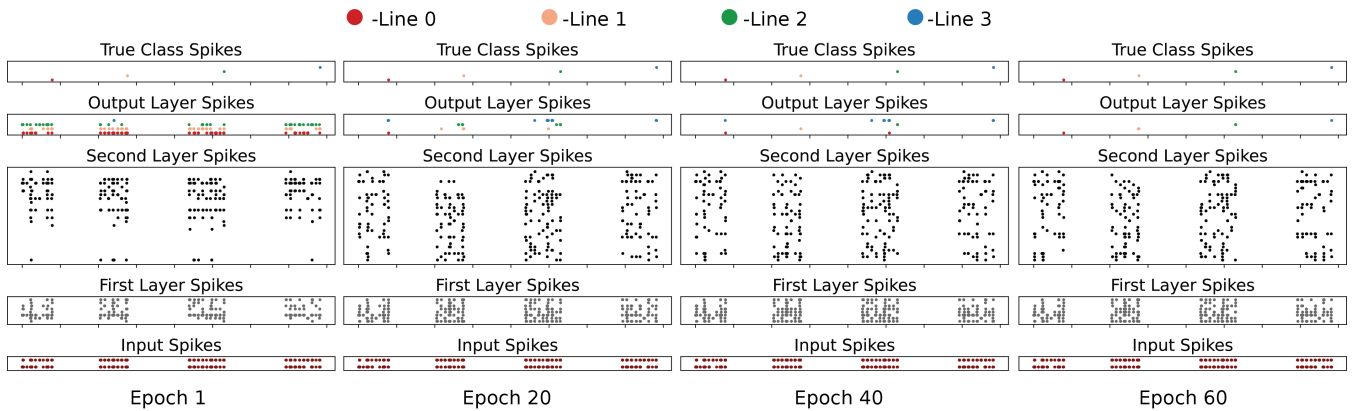 -Line 0 -Line 1 -Line 2 -Line 3
True Class Spikes True Class Spikes True Class Spikes True Class Spikes
Output Layer Spikes Output Layer Spikes Output Layer Spikes Output Layer Spikes
Second Layer Spikes Second Layer Spikes Second Layer Spikes Second Layer Spikes
First Layer Spikes First Layer Spikes First Layer Spikes First Layer Spikes
Input Spikes Input Spikes Input Spikes Input Spikes
Epoch 1 Epoch 20 Epoch 40 Epoch 60